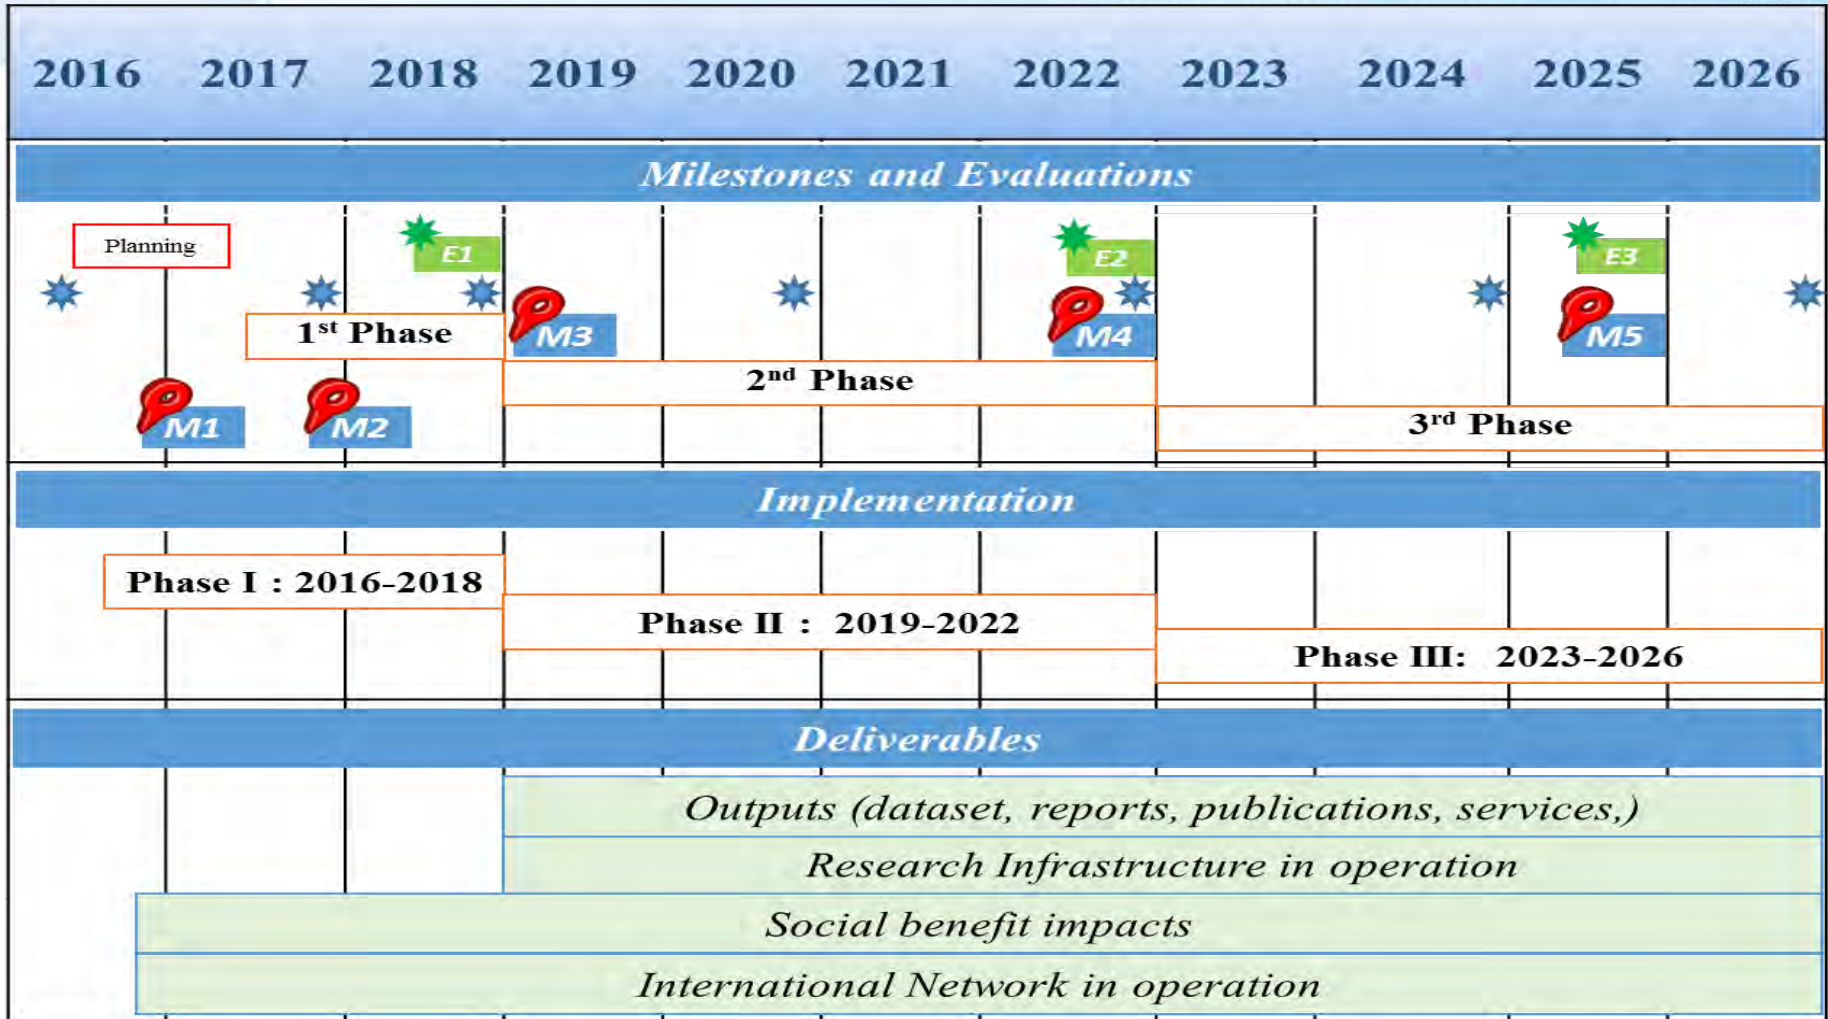 2016 2017 2018 2019 2020 2021 2022 2023 2024 2025 2026
Milestones and Evaluations
Planning
E1
E2
E3
1st Phase
M3
M4
M5
2nd Phase
M1
M2
3rd Phase
Implementation
Phase I : 2016-2018
Phase II : 2019-2022
Phase III: 2023-2026
Deliverables
Outputs (dataset, reports, publications, services,)
Research Infrastructure in operation
Social benefit impacts
International Network in operation